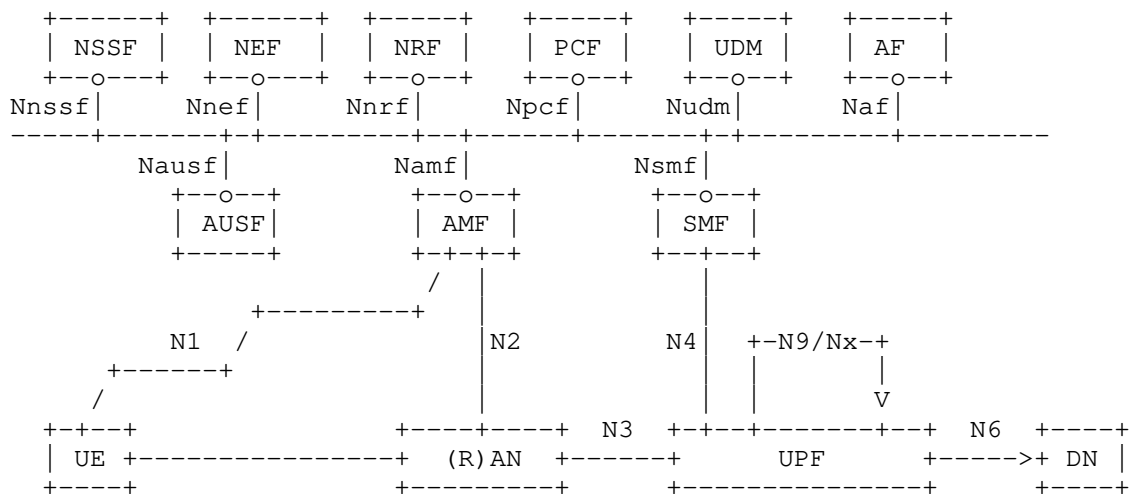 NSSF NEF NRF PCF UDM AF
Nnssf Nnef Nnrf Npcf Nudm Naf
Nausf Namf Nsmf
AUSF AMF SMF
N1 N2 N4 N9/Nx
N3 N6
UE (R)AN UPF DN